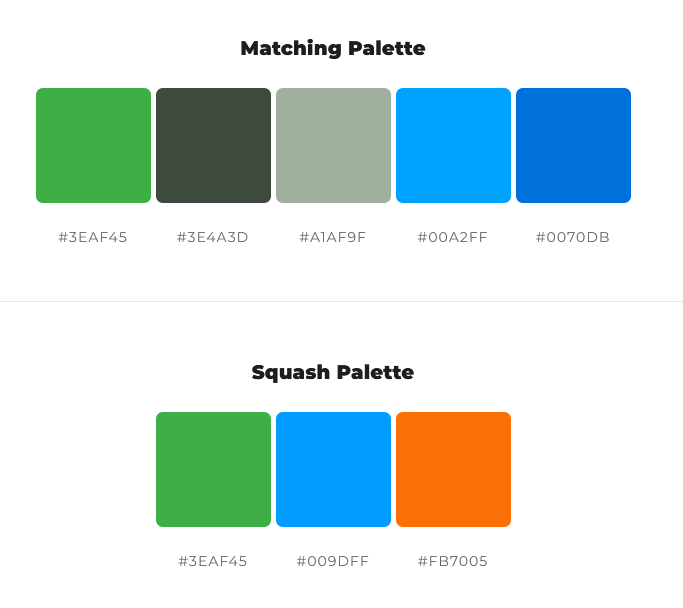 Matching Palette
#3EAF45 #3E4A3D #A1AF9F #00A2FF #0070DB
Squash Palette
#3EAF45 #009DFF #FB7005